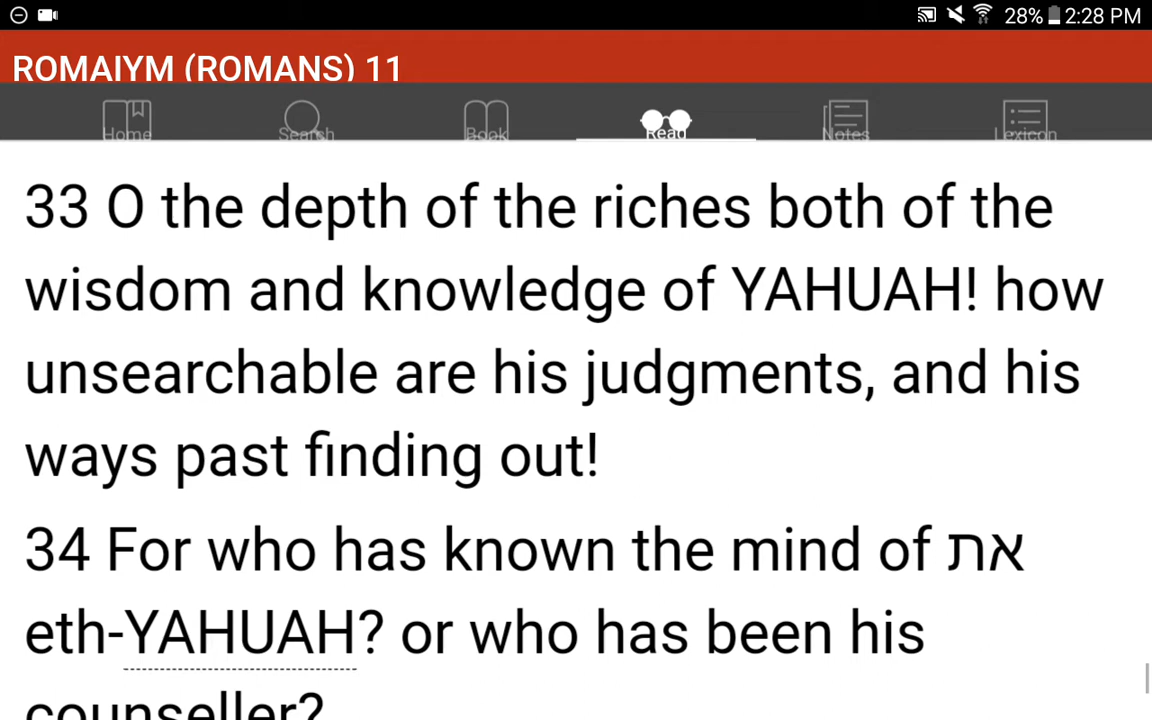 28% 2:28 PM
ROMAIYM (ROMANS) 11
Home Search Book Read Notes Lexicon
33 O the depth of the riches both of the
wisdom and knowledge of YAHUAH! how
unsearchable are his judgments, and his
ways past finding out!
34 For who has known the mind of את
eth-YAHUAH? or who has been his
counseller?